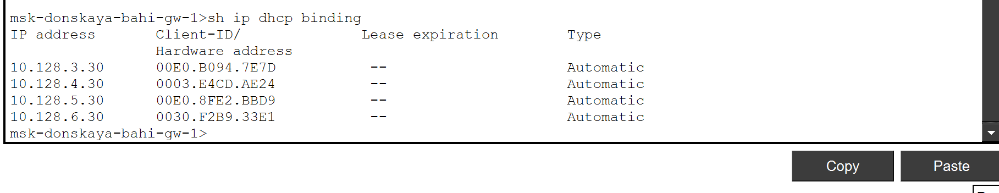 msk-donskaya-bahi-gw-1>sh ip dhcp binding
IP address       Client-ID/              Lease expiration        Type
                 Hardware address
10.128.3.30      00E0.B094.7E7D           --                     Automatic
10.128.4.30      0003.E4CD.AE24           --                     Automatic
10.128.5.30      00E0.8FE2.BBD9           --                     Automatic
10.128.6.30      0030.F2B9.33E1           --                     Automatic
msk-donskaya-bahi-gw-1>
Copy Paste